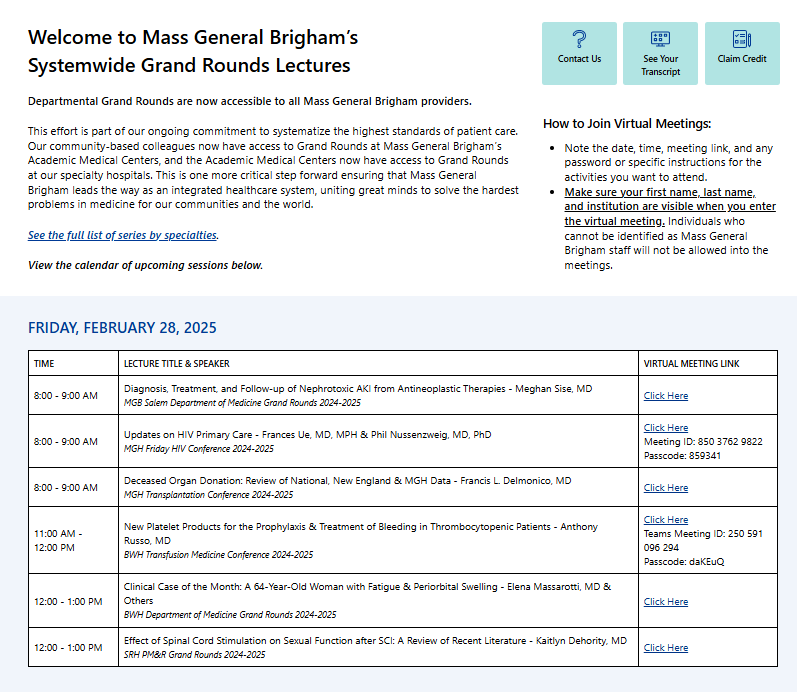 Welcome to Mass General Brigham's
Systemwide Grand Rounds Lectures
Contact Us
See Your
Transcript
Claim Credit
Departmental Grand Rounds are now accessible to all Mass General Brigham providers.
This effort is part of our ongoing commitment to systematize the highest standards of patient care.
Our community-based colleagues now have access to Grand Rounds at Mass General Brigham's
Academic Medical Centers, and the Academic Medical Centers now have access to Grand Rounds
at our specialty hospitals. This is one more critical step forward ensuring that Mass General
Brigham leads the way as an integrated healthcare system, uniting great minds to solve the hardest
problems in medicine for our communities and the world.
See the full list of series by specialties.
View the calendar of upcoming sessions below.
How to Join Virtual Meetings:
• Note the date, time, meeting link, and any
password or specific instructions for the
activities you want to attend.
• Make sure your first name, last name,
and institution are visible when you enter
the virtual meeting. Individuals who
cannot be identified as Mass General
Brigham staff will not be allowed into the
meetings.
FRIDAY, FEBRUARY 28, 2025
TIME
LECTURE TITLE & SPEAKER
VIRTUAL MEETING LINK
8:00 - 9:00 AM
Diagnosis, Treatment, and Follow-up of Nephrotoxic AKI from Antineoplastic Therapies - Meghan Sise, MD
MGB Salem Department of Medicine Grand Rounds 2024-2025
Click Here
8:00 - 9:00 AM
Updates on HIV Primary Care - Frances Ue, MD, MPH & Phil Nussenzweig, MD, PhD
MGH Friday HIV Conference 2024-2025
Click Here
Meeting ID: 850 3762 9822
Passcode: 859341
8:00 - 9:00 AM
Deceased Organ Donation: Review of National, New England & MGH Data - Francis L. Delmonico, MD
MGH Transplantation Conference 2024-2025
Click Here
11:00 AM -
12:00 PM
New Platelet Products for the Prophylaxis & Treatment of Bleeding in Thrombocytopenic Patients - Anthony
Russo, MD
BWH Transfusion Medicine Conference 2024-2025
Click Here
Teams Meeting ID: 250 591
096 294
Passcode: daKEuQ
12:00 - 1:00 PM
Clinical Case of the Month: A 64-Year-Old Woman with Fatigue & Periorbital Swelling - Elena Massarotti, MD &
Others
BWH Department of Medicine Grand Rounds 2024-2025
Click Here
12:00 - 1:00 PM
Effect of Spinal Cord Stimulation on Sexual Function after SCI: A Review of Recent Literature - Kaitlyn Dehority, MD
SRH PM&R Grand Rounds 2024-2025
Click Here